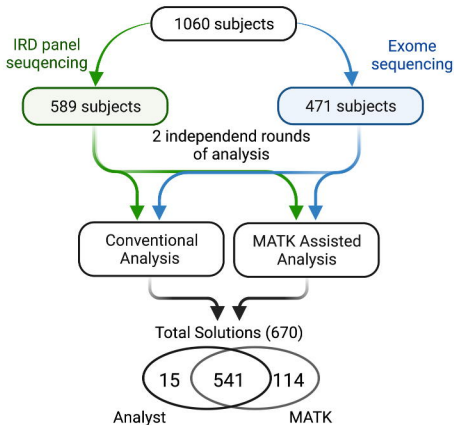 1060 subjects
IRD panel
seuqencing
Exome
sequencing
589 subjects
471 subjects
2 independend rounds
of analysis
Conventional
Analysis
MATK Assisted
Analysis
Total Solutions (670)
15
541
114
Analyst
MATK